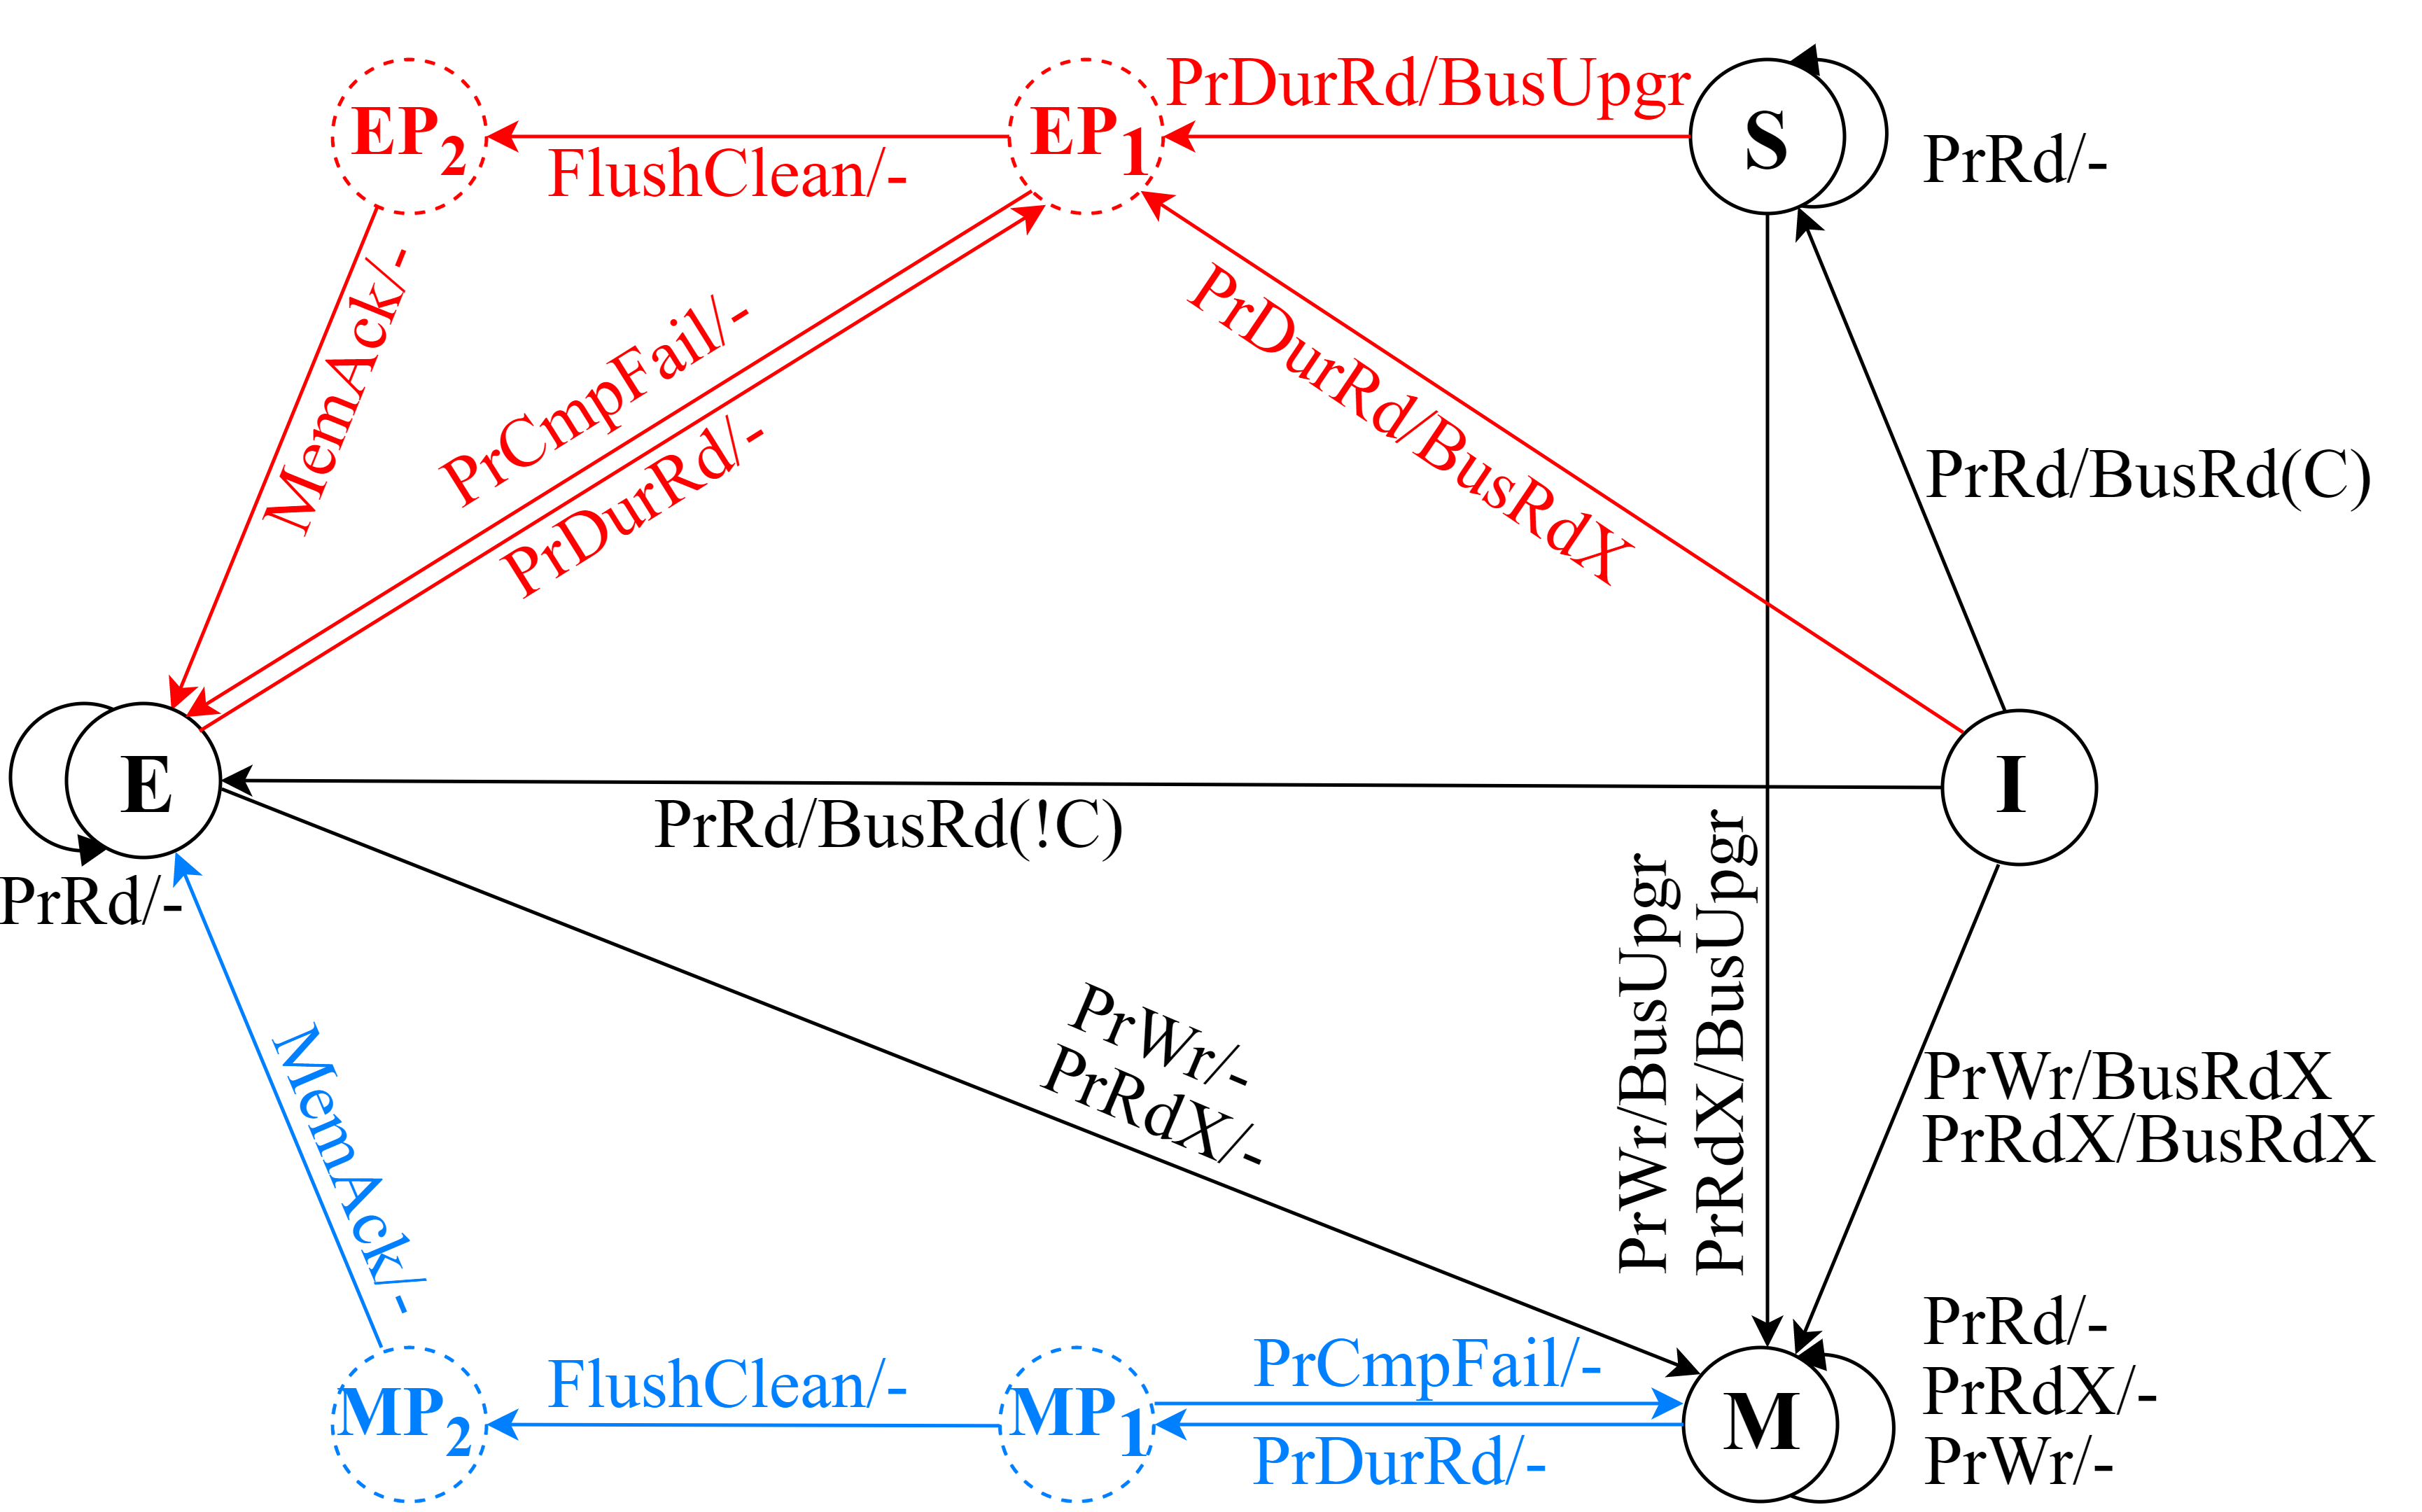 EP2
EP1
PrDurRd/BusUpgr
S
PrRd/-
FlushClean/-
MemAck/-
PrCmpFail/-
PrDurRd/-
PrDurRd/BusRdX
PrRd/BusRd(C)
E
I
PrRd/BusRd(!C)
PrRd/-
PrWr/-
PrRdX/-
PrWr/BusUpgr
PrRdX/BusUpgr
PrWr/BusRdX
PrRdX/BusRdX
MemAck/-
MP2
FlushClean/-
MP1
PrCmpFail/-
PrDurRd/-
M
PrRd/-
PrRdX/-
PrWr/-